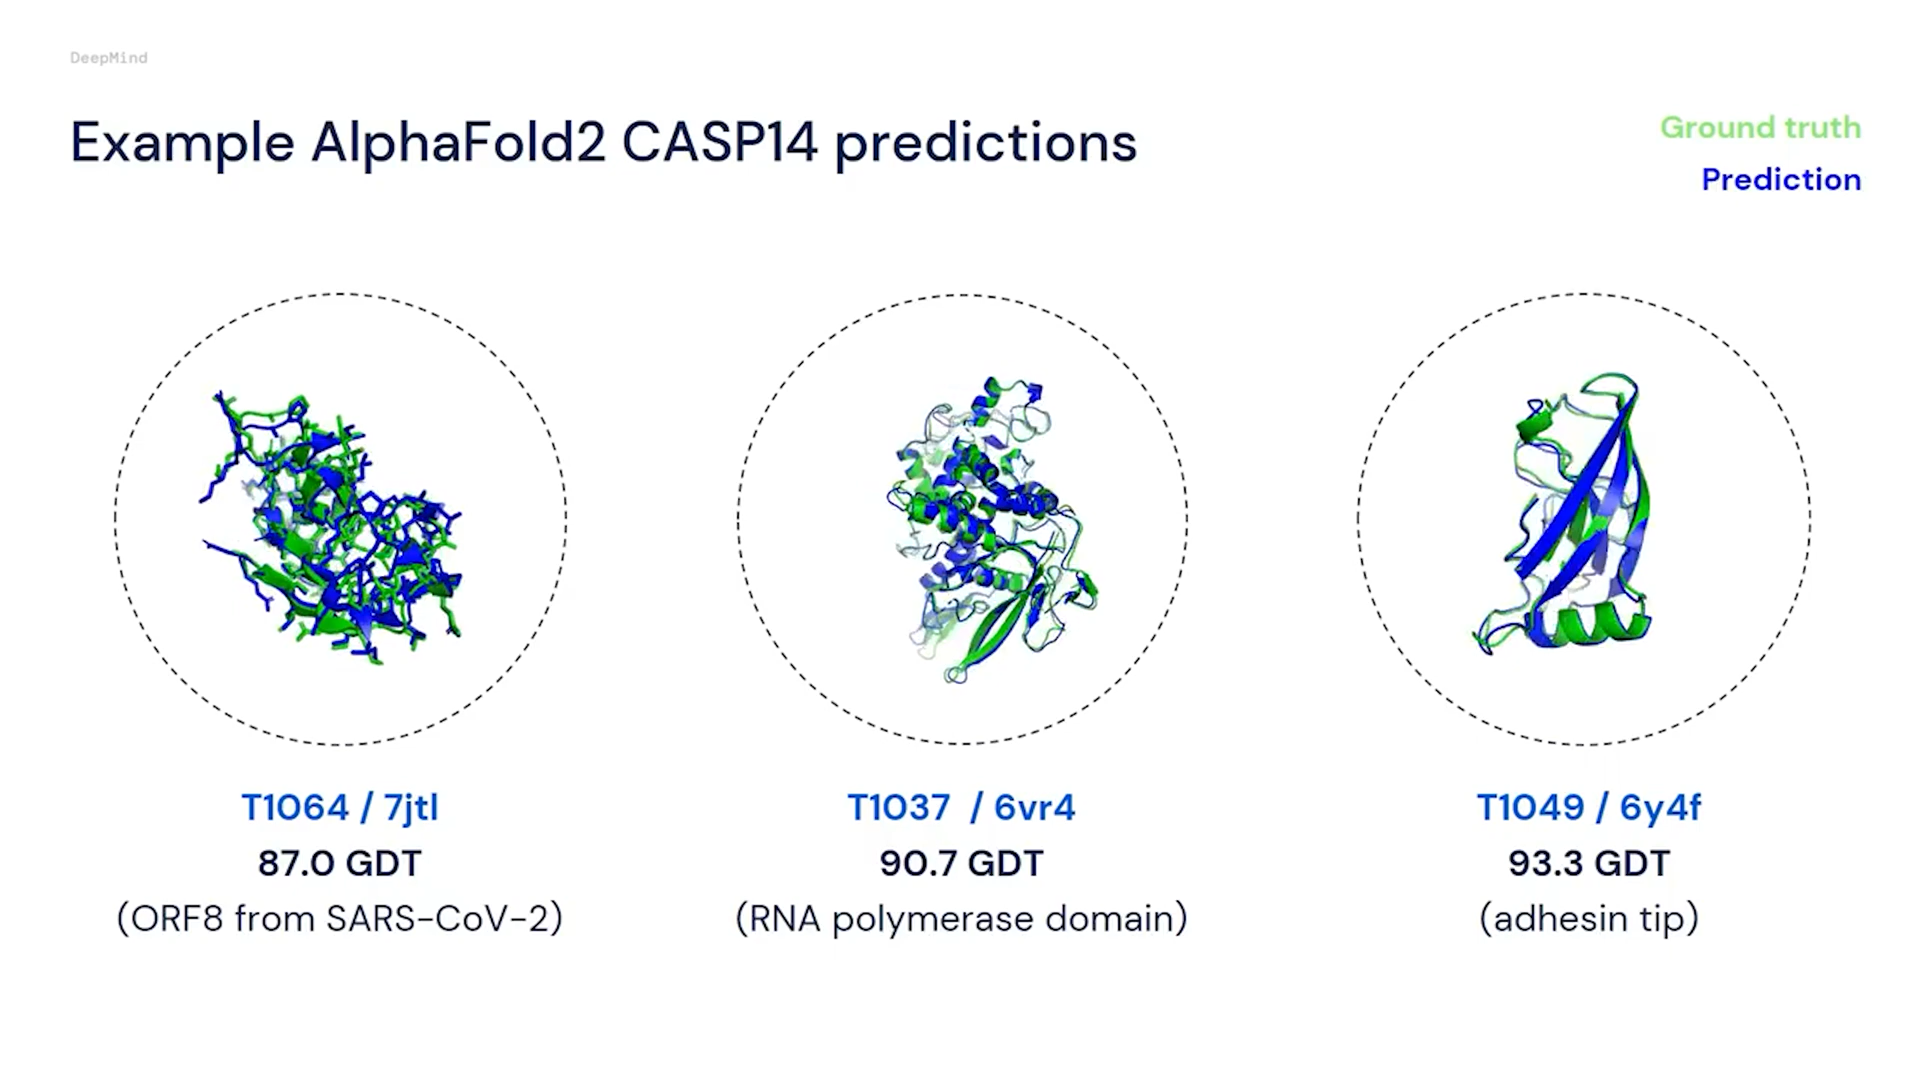 DeepMind
Example AlphaFold2 CASP14 predictions
Ground truth
Prediction
T1064 / 7jtl
87.0 GDT
(ORF8 from SARS-CoV-2)
T1037 / 6vr4
90.7 GDT
(RNA polymerase domain)
T1049 / 6y4f
93.3 GDT
(adhesin tip)